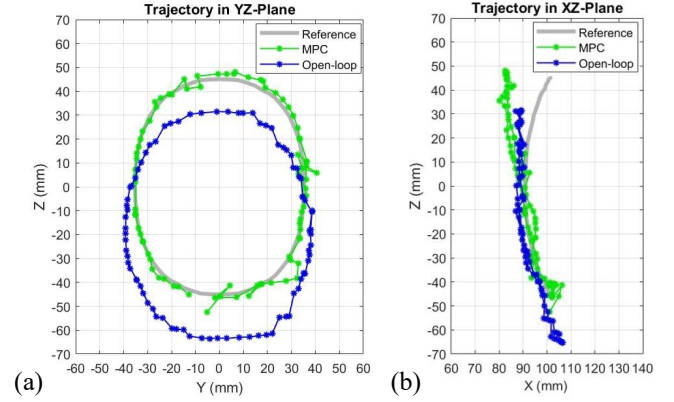 Trajectory in YZ-Plane
70
60
50
40
30
20
10
0
-10
-20
-30
-40
-50
-60
-70
Reference
MPC
Open-loop
-60 -50 -40 -30 -20 -10 0 10 20 30 40 50 60
Z (mm)
Y (mm)
(a)
Trajectory in XZ-Plane
70
60
50
40
30
20
10
0
-10
-20
-30
-40
-50
-60
-70
Reference
MPC
Open-loop
60 70 80 90 100 110 120 130 140
Z (mm)
X (mm)
(b)